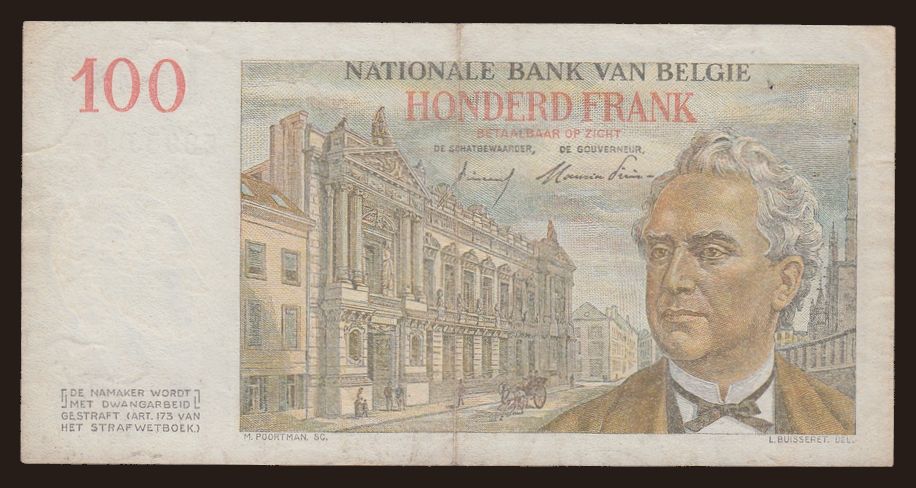 100
NATIONALE BANK VAN BELGIE
HONDERD FRANK
BETAALBAAR OP ZICHT
DE SCHATBEWAARDER, DE GOUVERNEUR,
DE NAMAKER WORDT
MET DWANGARBEID
GESTRAFT (ART. 173 VAN
HET STRAFWETBOEK.)
M. POORTMAN. SC.
L. BUISSERET. DEL.